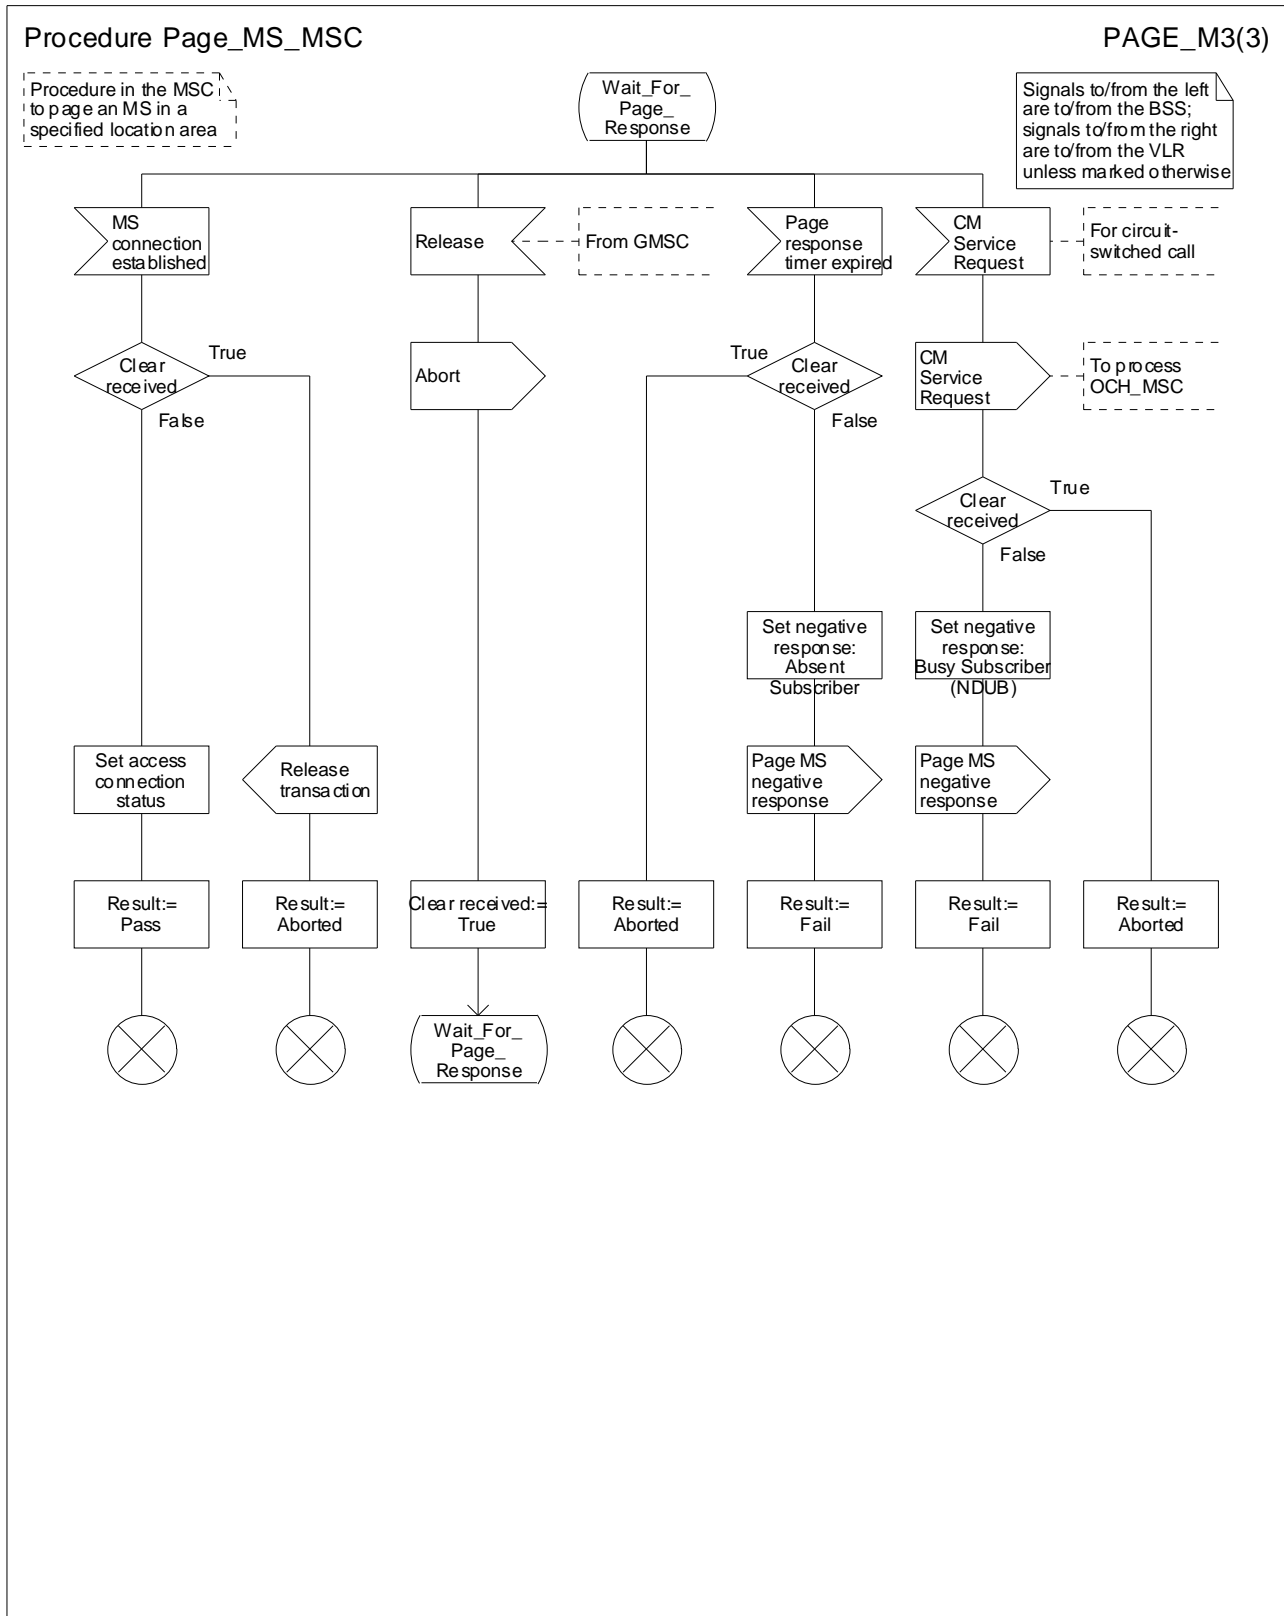 Procedure Page_MS_MSC
PAGE_M3(3)
Procedure in the MSC
to page an MS in a
specified location area
Wait_For_
Page_
Response
Signals to/from the left
are to/from the BSS;
signals to/from the right
are to/from the VLR
unless marked otherwise
MS
connection
established
Release
From GMSC
Page
response
timer expired
CM
Service
Request
For circuit-
switched call
Clear
received
True
False
Abort
True
Clear
received
False
CM
Service
Request
To process
OCH_MSC
Clear
received
True
False
Set negative
response:
Absent
Subscriber
Set negative
response:
Busy Subscriber
(NDUB)
Set access
connection
status
Release
transaction
Page MS
negative
response
Page MS
negative
response
Result:=
Pass
Result:=
Aborted
Clear received:=
True
Result:=
Aborted
Result:=
Fail
Result:=
Fail
Result:=
Aborted
Wait_For_
Page_
Response